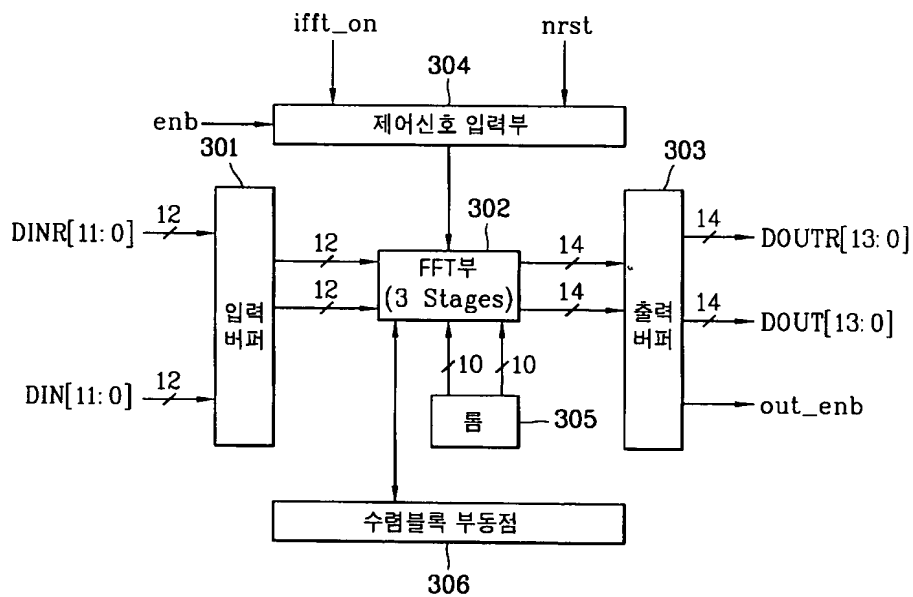 ifft_on
nrst
304
enb
제어신호 입력부
301
303
302
DINR[11:0]
12
12
FFT부
(3 Stages)
14
14
DOUTR[13:0]
12
14
입력
버퍼
출력
버퍼
14
DOUT[13:0]
10
10
DIN[11:0]
12
롬
305
out_enb
수렴블록 부동점
306